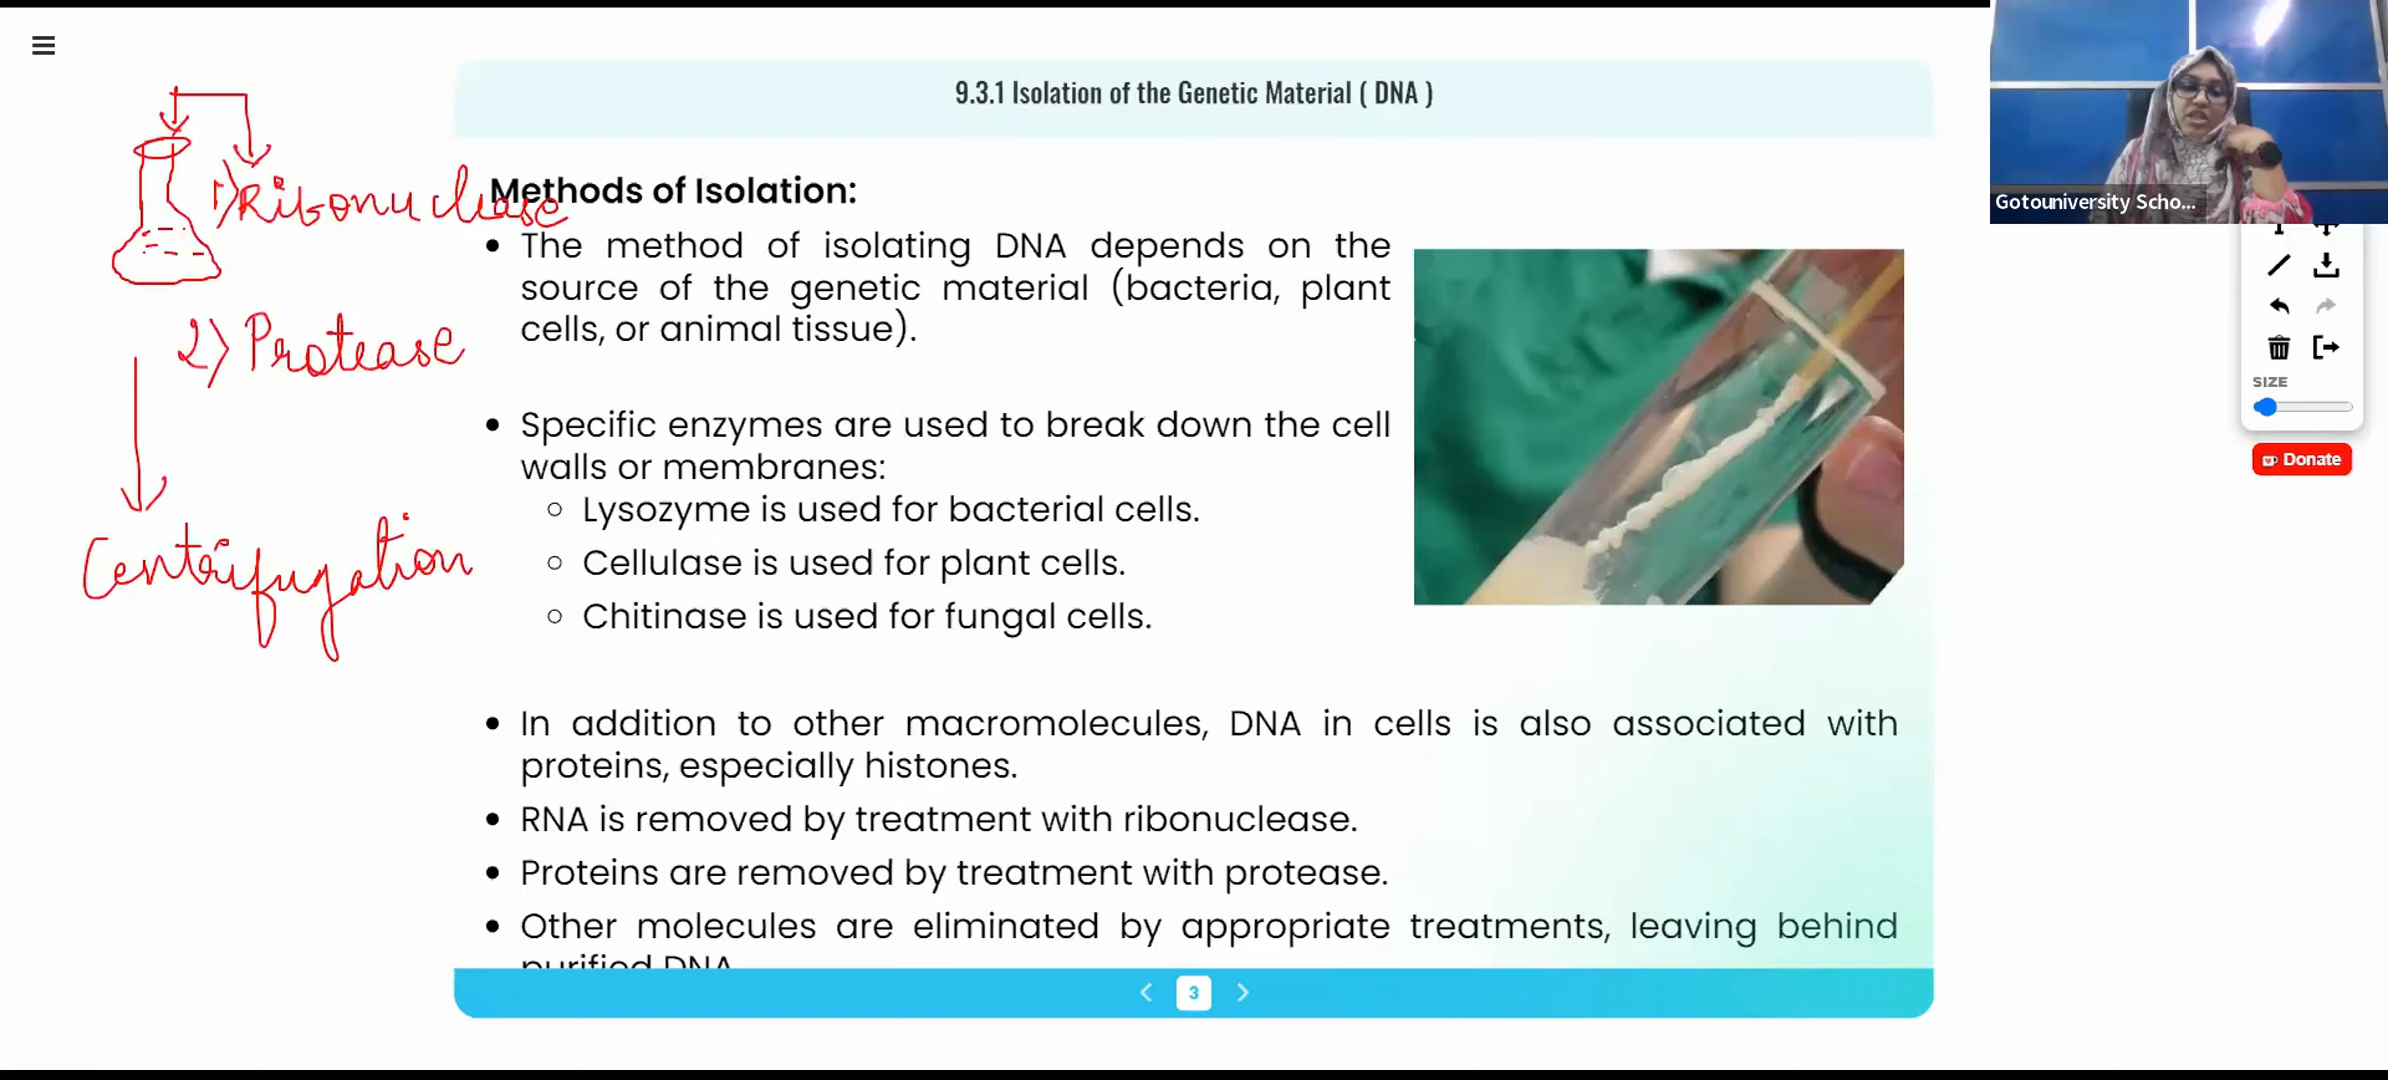 9.3.1 Isolation of the Genetic Material ( DNA )
1) Ribonuclease
2) Protease
Centrifugation
Methods of Isolation:
• The method of isolating DNA depends on the
source of the genetic material (bacteria, plant
cells, or animal tissue).
• Specific enzymes are used to break down the cell
walls or membranes:
◦ Lysozyme is used for bacterial cells.
◦ Cellulase is used for plant cells.
◦ Chitinase is used for fungal cells.
• In addition to other macromolecules, DNA in cells is also associated with
proteins, especially histones.
• RNA is removed by treatment with ribonuclease.
• Proteins are removed by treatment with protease.
• Other molecules are eliminated by appropriate treatments, leaving behind
purified DNA
3
Gotouniversity Scho...
SIZE
Donate